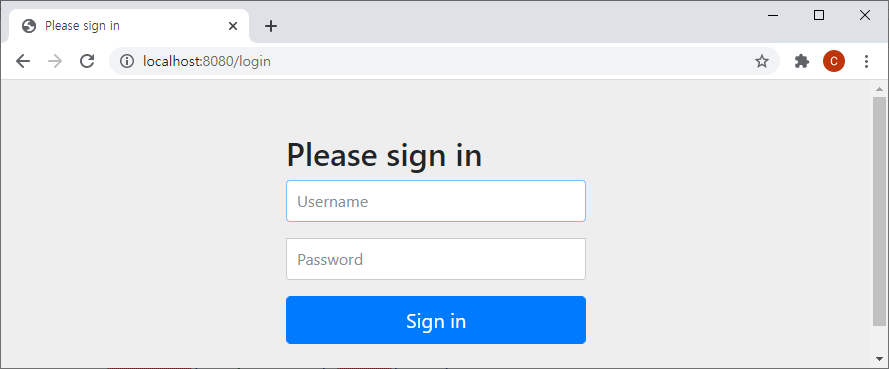 Please sign in
localhost:8080/login
C
Please sign in
Username
Password
Sign in